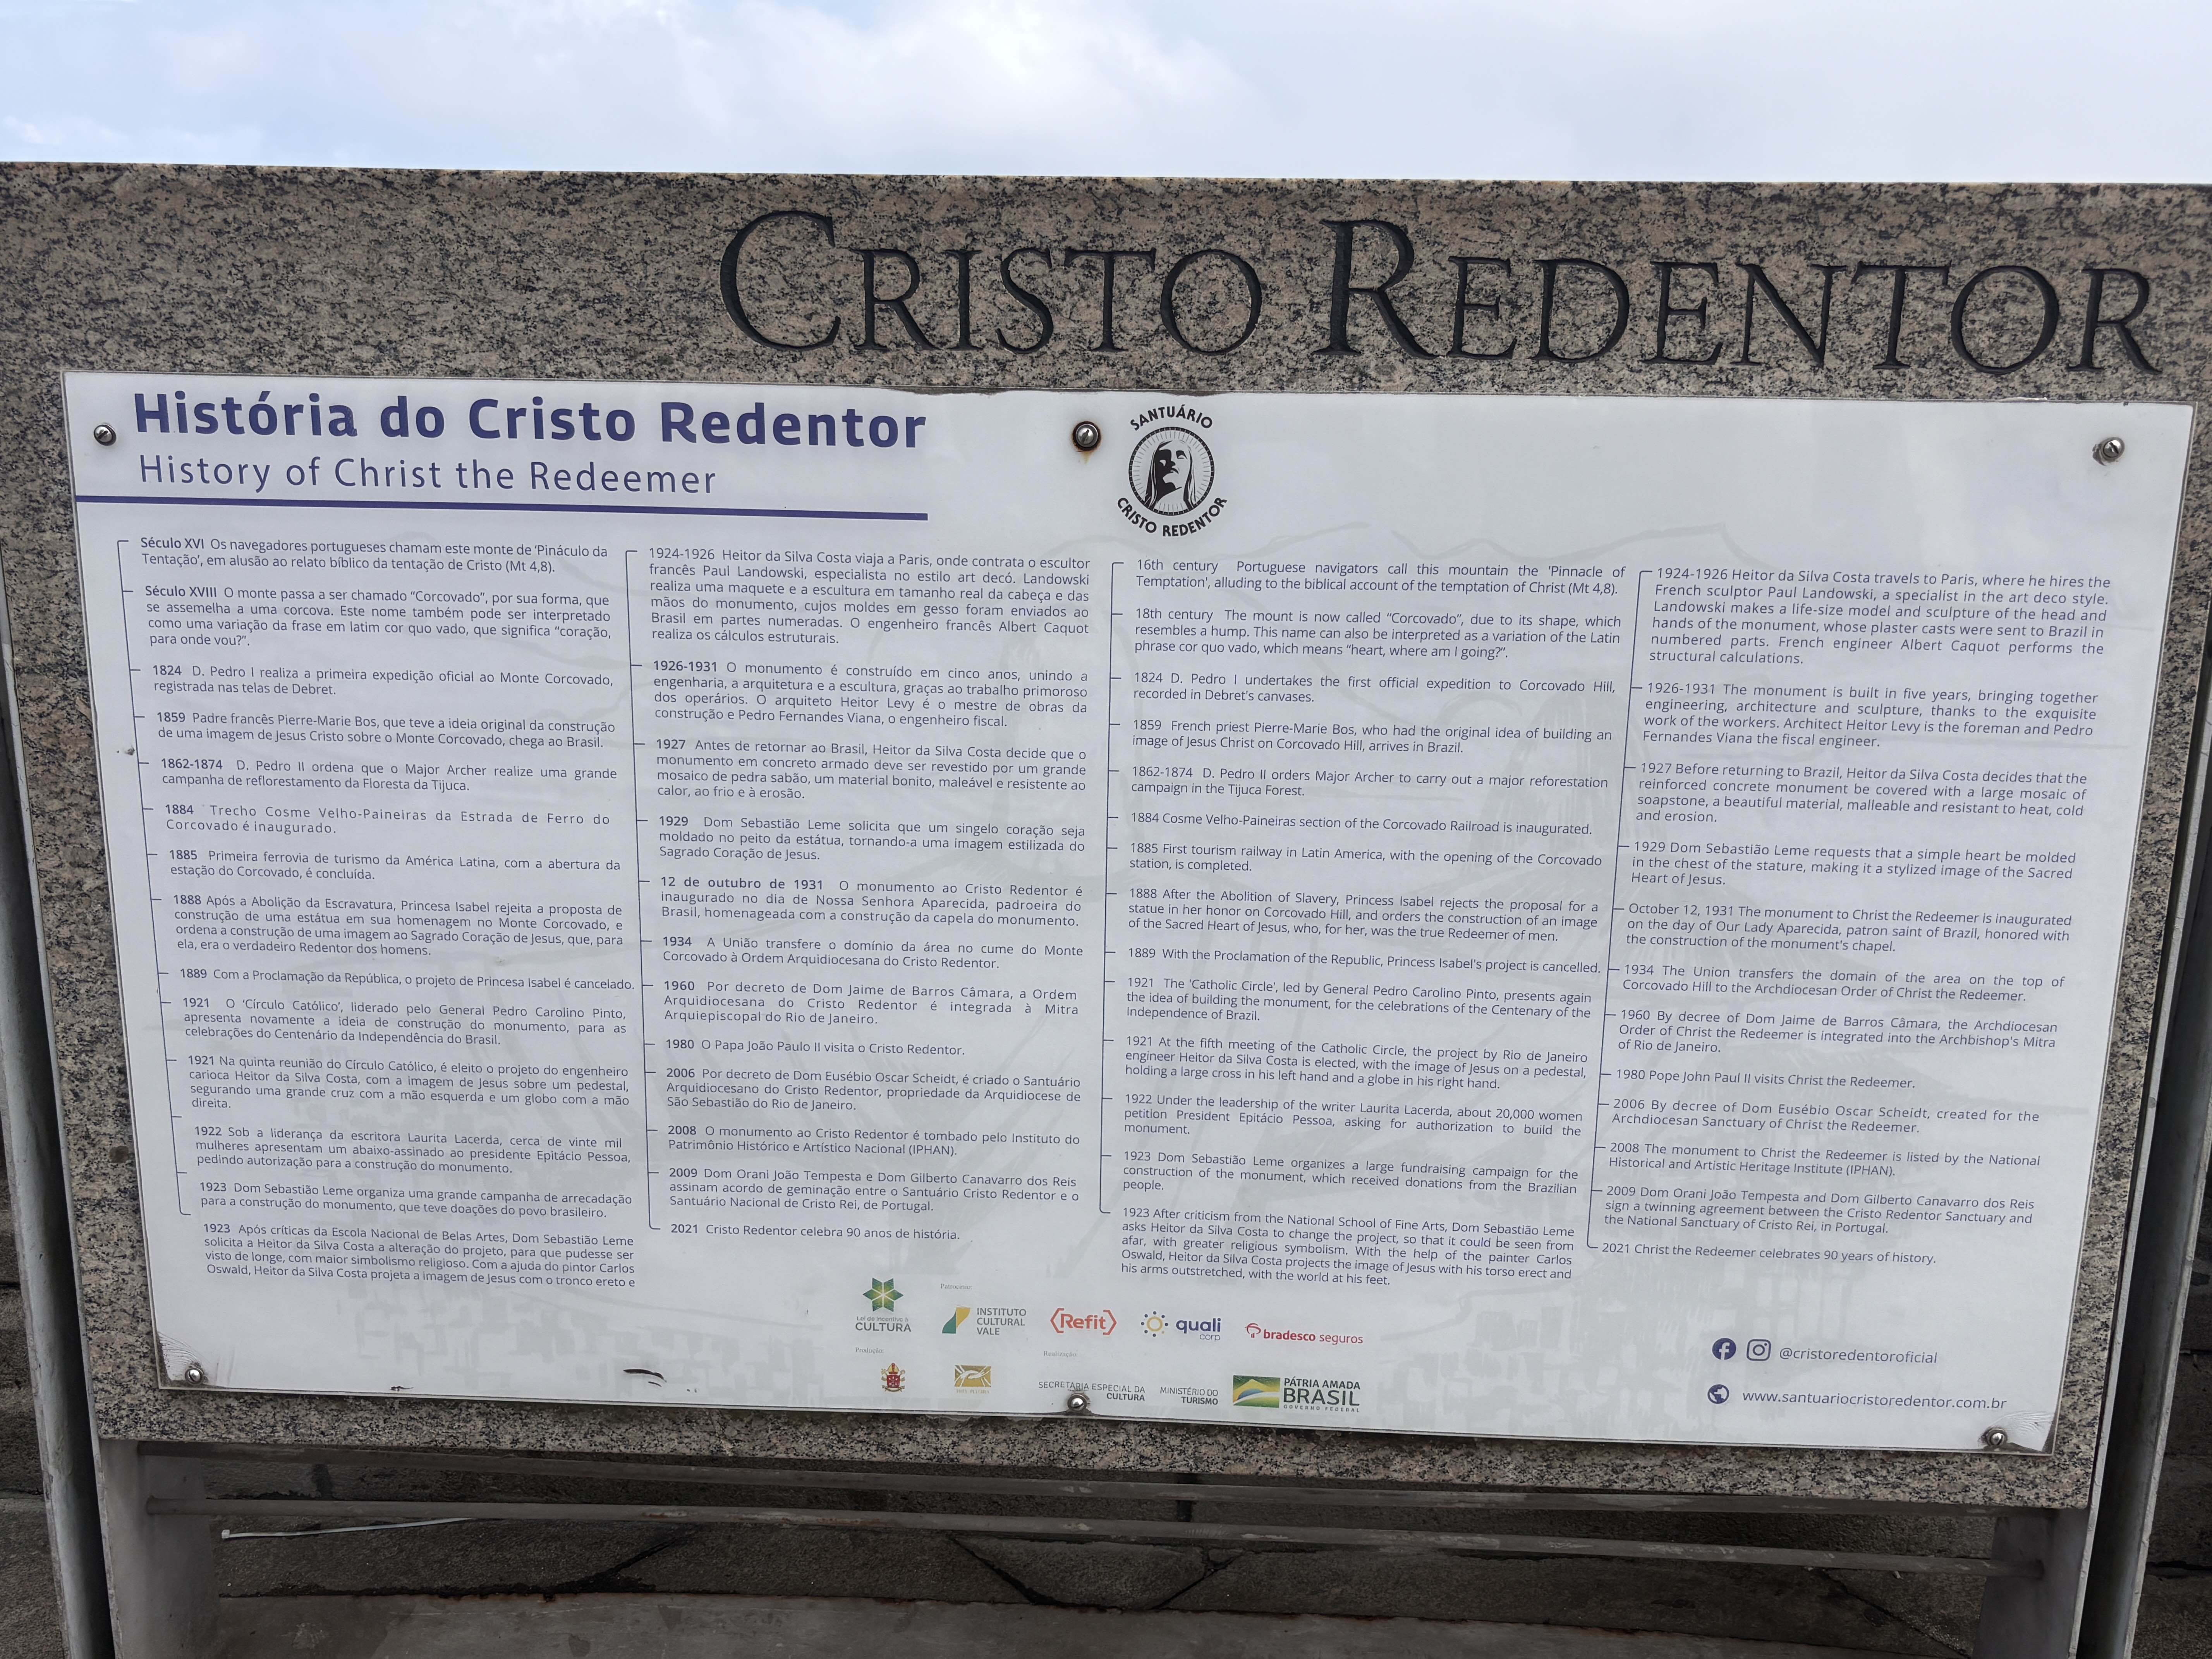 CRISTO REDENTOR
História do Cristo Redentor
History of Christ the Redeemer
SANTUÁRIO
CRISTO REDENTOR
Século XVI Os navegadores portugueses chamam este monte de ‘Pináculo da
Tentação’, em alusão ao relato bíblico da tentação de Cristo (Mt 4,8).
Século XVIII O monte passa a ser chamado “Corcovado”, por sua forma, que
se assemelha a uma corcova. Este nome também pode ser interpretado
como uma variação da frase em latim cor quo vado, que significa “coração,
para onde vou?”.
1824 D. Pedro I realiza a primeira expedição oficial ao Monte Corcovado,
registrada nas telas de Debret.
1859 Padre francês Pierre-Marie Bos, que teve a ideia original da construção
de uma imagem de Jesus Cristo sobre o Monte Corcovado, chega ao Brasil.
1862-1874 D. Pedro II ordena que o Major Archer realize uma grande
campanha de reflorestamento da Floresta da Tijuca.
1884 Trecho Cosme Velho-Paineiras da Estrada de Ferro do
Corcovado é inaugurado.
1885 Primeira ferrovia de turismo da América Latina, com a abertura da
estação do Corcovado, é concluída.
1888 Após a Abolição da Escravatura, Princesa Isabel rejeita a proposta de
construção de uma estátua em sua homenagem no Monte Corcovado, e
ordena a construção de uma imagem ao Sagrado Coração de Jesus, que, para
ela, era o verdadeiro Redentor dos homens.
1889 Com a Proclamação da República, o projeto de Princesa Isabel é cancelado.
1921 O ‘Círculo Católico’, liderado pelo General Pedro Carolino Pinto,
apresenta novamente a ideia de construção do monumento, para as
celebrações do Centenário da Independência do Brasil.
1921 Na quinta reunião do Círculo Católico, é eleito o projeto do engenheiro
carioca Heitor da Silva Costa, com a imagem de Jesus sobre um pedestal,
segurando uma grande cruz com a mão esquerda e um globo com a mão
direita.
1922 Sob a liderança da escritora Laurita Lacerda, cerca de vinte mil
mulheres apresentam um abaixo-assinado ao presidente Epitácio Pessoa,
pedindo autorização para a construção do monumento.
1923 Dom Sebastião Leme organiza uma grande campanha de arrecadação
para a construção do monumento, que teve doações do povo brasileiro.
1923 Após críticas da Escola Nacional de Belas Artes, Dom Sebastião Leme
solicita a Heitor da Silva Costa a alteração do projeto, para que pudesse ser
visto de longe, com maior simbolismo religioso. Com a ajuda do pintor Carlos
Oswald, Heitor da Silva Costa projeta a imagem de Jesus com o tronco ereto e
1924-1926 Heitor da Silva Costa viaja a Paris, onde contrata o escultor
francês Paul Landowski, especialista no estilo art decó. Landowski
realiza uma maquete e a escultura em tamanho real da cabeça e das
mãos do monumento, cujos moldes em gesso foram enviados ao
Brasil em partes numeradas. O engenheiro francês Albert Caquot
realiza os cálculos estruturais.
1926-1931 O monumento é construído em cinco anos, unindo a
engenharia, a arquitetura e a escultura, graças ao trabalho primoroso
dos operários. O arquiteto Heitor Levy é o mestre de obras da
construção e Pedro Fernandes Viana, o engenheiro fiscal.
1927 Antes de retornar ao Brasil, Heitor da Silva Costa decide que o
monumento em concreto armado deve ser revestido por um grande
mosaico de pedra sabão, um material bonito, maleável e resistente ao
calor, ao frio e à erosão.
1929 Dom Sebastião Leme solicita que um singelo coração seja
moldado no peito da estátua, tornando-a uma imagem estilizada do
Sagrado Coração de Jesus.
12 de outubro de 1931 O monumento ao Cristo Redentor é
inaugurado no dia de Nossa Senhora Aparecida, padroeira do
Brasil, homenageada com a construção da capela do monumento.
1934 A União transfere o domínio da área no cume do Monte
Corcovado à Ordem Arquidiocesana do Cristo Redentor.
1960 Por decreto de Dom Jaime de Barros Câmara, a Ordem
Arquidiocesana do Cristo Redentor é integrada à Mitra
Arquiepiscopal do Rio de Janeiro.
1980 O Papa João Paulo II visita o Cristo Redentor.
2006 Por decreto de Dom Eusébio Oscar Scheidt, é criado o Santuário
Arquidiocesano do Cristo Redentor, propriedade da Arquidiocese de
São Sebastião do Rio de Janeiro.
2008 O monumento ao Cristo Redentor é tombado pelo Instituto do
Patrimônio Histórico e Artístico Nacional (IPHAN).
2009 Dom Orani João Tempesta e Dom Gilberto Canavarro dos Reis
assinam acordo de geminação entre o Santuário Cristo Redentor e o
Santuário Nacional de Cristo Rei, de Portugal.
2021 Cristo Redentor celebra 90 anos de história.
16th century Portuguese navigators call this mountain the 'Pinnacle of
Temptation', alluding to the biblical account of the temptation of Christ (Mt 4,8).
18th century The mount is now called “Corcovado”, due to its shape, which
resembles a hump. This name can also be interpreted as a variation of the Latin
phrase cor quo vado, which means “heart, where am I going?”.
1824 D. Pedro I undertakes the first official expedition to Corcovado Hill,
recorded in Debret's canvases.
1859 French priest Pierre-Marie Bos, who had the original idea of building an
image of Jesus Christ on Corcovado Hill, arrives in Brazil.
1862-1874 D. Pedro II orders Major Archer to carry out a major reforestation
campaign in the Tijuca Forest.
1884 Cosme Velho-Paineiras section of the Corcovado Railroad is inaugurated.
1885 First tourism railway in Latin America, with the opening of the Corcovado
station, is completed.
1888 After the Abolition of Slavery, Princess Isabel rejects the proposal for a
statue in her honor on Corcovado Hill, and orders the construction of an image
of the Sacred Heart of Jesus, who, for her, was the true Redeemer of men.
1889 With the Proclamation of the Republic, Princess Isabel's project is cancelled.
1921 The 'Catholic Circle', led by General Pedro Carolino Pinto, presents again
the idea of building the monument, for the celebrations of the Centenary of the
Independence of Brazil.
1921 At the fifth meeting of the Catholic Circle, the project by Rio de Janeiro
engineer Heitor da Silva Costa is elected, with the image of Jesus on a pedestal,
holding a large cross in his left hand and a globe in his right hand.
1922 Under the leadership of the writer Laurita Lacerda, about 20,000 women
petition President Epitácio Pessoa, asking for authorization to build the
monument.
1923 Dom Sebastião Leme organizes a large fundraising campaign for the
construction of the monument, which received donations from the Brazilian
people.
1923 After criticism from the National School of Fine Arts, Dom Sebastião Leme
asks Heitor da Silva Costa to change the project, so that it could be seen from
afar, with greater religious symbolism. With the help of the painter Carlos
Oswald, Heitor da Silva Costa projects the image of Jesus with his torso erect and
his arms outstretched, with the world at his feet.
1924-1926 Heitor da Silva Costa travels to Paris, where he hires the
French sculptor Paul Landowski, a specialist in the art deco style.
Landowski makes a life-size model and sculpture of the head and
hands of the monument, whose plaster casts were sent to Brazil in
numbered parts. French engineer Albert Caquot performs the
structural calculations.
1926-1931 The monument is built in five years, bringing together
engineering, architecture and sculpture, thanks to the exquisite
work of the workers. Architect Heitor Levy is the foreman and Pedro
Fernandes Viana the fiscal engineer.
1927 Before returning to Brazil, Heitor da Silva Costa decides that the
reinforced concrete monument be covered with a large mosaic of
soapstone, a beautiful material, malleable and resistant to heat, cold
and erosion.
1929 Dom Sebastião Leme requests that a simple heart be molded
in the chest of the stature, making it a stylized image of the Sacred
Heart of Jesus.
October 12, 1931 The monument to Christ the Redeemer is inaugurated
on the day of Our Lady Aparecida, patron saint of Brazil, honored with
the construction of the monument's chapel.
1934 The Union transfers the domain of the area on the top of
Corcovado Hill to the Archdiocesan Order of Christ the Redeemer.
1960 By decree of Dom Jaime de Barros Câmara, the Archdiocesan
Order of Christ the Redeemer is integrated into the Archbishop's Mitra
of Rio de Janeiro.
1980 Pope John Paul II visits Christ the Redeemer.
2006 By decree of Dom Eusébio Oscar Scheidt, created for the
Archdiocesan Sanctuary of Christ the Redeemer.
2008 The monument to Christ the Redeemer is listed by the National
Historical and Artistic Heritage Institute (IPHAN).
2009 Dom Orani João Tempesta and Dom Gilberto Canavarro dos Reis
sign a twinning agreement between the Cristo Redentor Sanctuary and
the National Sanctuary of Cristo Rei, in Portugal.
2021 Christ the Redeemer celebrates 90 years of history.
Lei de Incentivo à
CULTURA
Patrocínio:
INSTITUTO
CULTURAL
VALE
Refit
quali
corp
bradesco seguros
Produção:
Realização:
SECRETARIA ESPECIAL DA
CULTURA
MINISTÉRIO DO
TURISMO
PÁTRIA AMADA
BRASIL
GOVERNO FEDERAL
@cristoredentoroficial
www.santuariocristoredentor.com.br